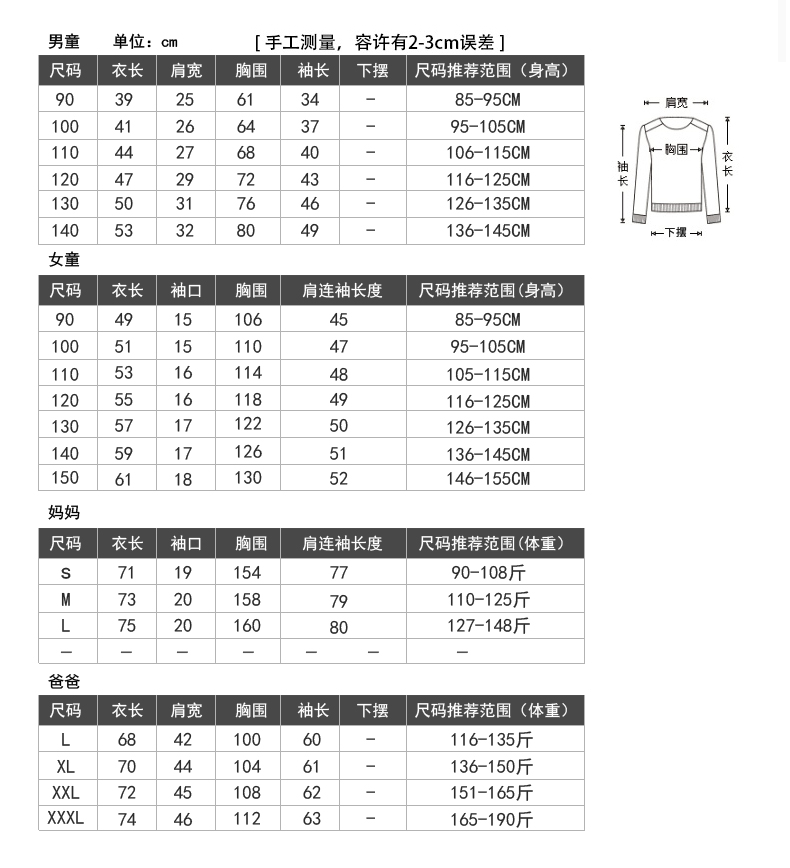 男童 单位：cm [ 手工测量，容许有2-3cm误差 ]
尺码 衣长 肩宽 胸围 袖长 下摆 尺码推荐范围（身高）
90 39 25 61 34 — 85-95CM
100 41 26 64 37 — 95-105CM
110 44 27 68 40 — 106-115CM
120 47 29 72 43 — 116-125CM
130 50 31 76 46 — 126-135CM
140 53 32 80 49 — 136-145CM
肩宽
胸围
袖长
衣长
下摆
女童
尺码 衣长 袖口 胸围 肩连袖长度 尺码推荐范围(身高）
90 49 15 106 45 85-95CM
100 51 15 110 47 95-105CM
110 53 16 114 48 105-115CM
120 55 16 118 49 116-125CM
130 57 17 122 50 126-135CM
140 59 17 126 51 136-145CM
150 61 18 130 52 146-155CM
妈妈
尺码 衣长 袖口 胸围 肩连袖长度 尺码推荐范围(体重）
S 71 19 154 77 90-108斤
M 73 20 158 79 110-125斤
L 75 20 160 80 127-148斤
— — — — — — —
爸爸
尺码 衣长 肩宽 胸围 袖长 下摆 尺码推荐范围（体重）
L 68 42 100 60 — 116-135斤
XL 70 44 104 61 — 136-150斤
XXL 72 45 108 62 — 151-165斤
XXXL 74 46 112 63 — 165-190斤